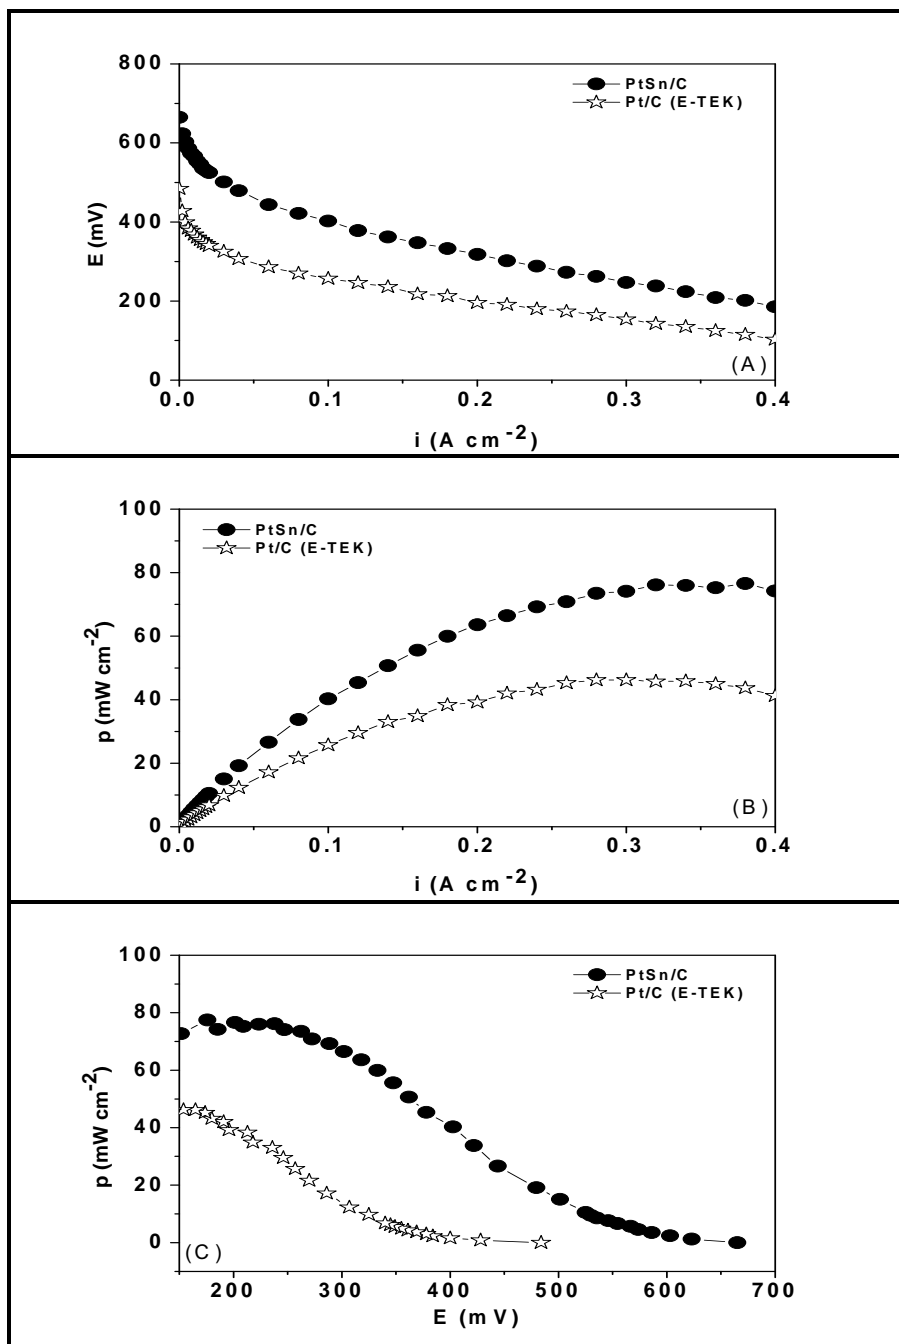 800
PtSn/C
Pt/C (E-TEK)
600
400
200
0
E (mV)
(A)
0.0 0.1 0.2 0.3 0.4
i (A cm-2)
100
PtSn/C
Pt/C (E-TEK)
80
60
40
20
0
p (mW cm-2)
(B)
0.0 0.1 0.2 0.3 0.4
i (A cm-2)
100
PtSn/C
Pt/C (E-TEK)
80
60
40
20
0
p (mW cm-2)
(C)
200 300 400 500 600 700
E (mV)